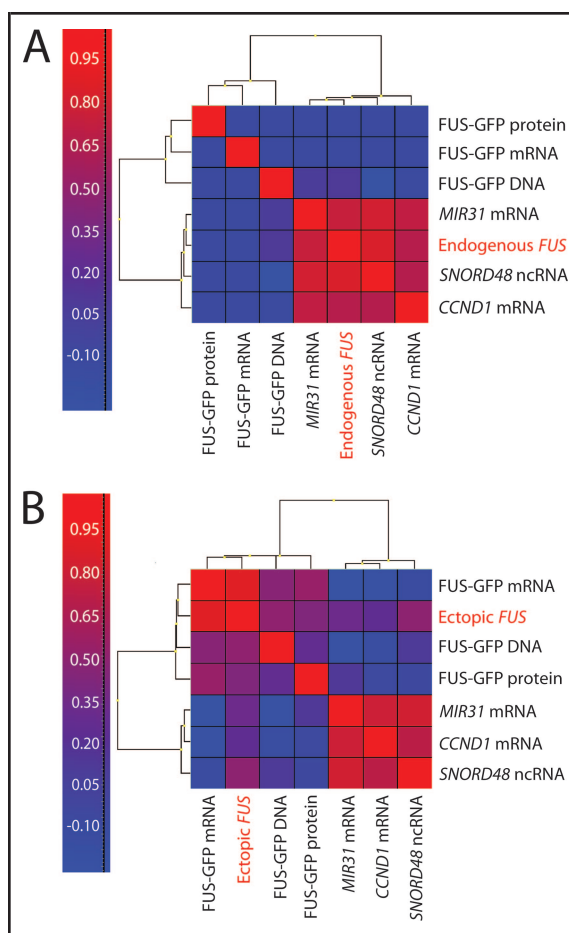 A
0.95
0.80
0.65
0.50
0.35
0.20
0.05
-0.10
FUS-GFP protein
FUS-GFP mRNA
FUS-GFP DNA
MIR31 mRNA
Endogenous FUS
SNORD48 ncRNA
CCND1 mRNA
FUS-GFP protein
FUS-GFP mRNA
FUS-GFP DNA
MIR31 mRNA
Endogenous FUS
SNORD48 ncRNA
CCND1 mRNA
B
0.95
0.80
0.65
0.50
0.35
0.20
0.05
-0.10
FUS-GFP mRNA
Ectopic FUS
FUS-GFP DNA
FUS-GFP protein
MIR31 mRNA
CCND1 mRNA
SNORD48 ncRNA
FUS-GFP mRNA
Ectopic FUS
FUS-GFP DNA
FUS-GFP protein
MIR31 mRNA
CCND1 mRNA
SNORD48 ncRNA